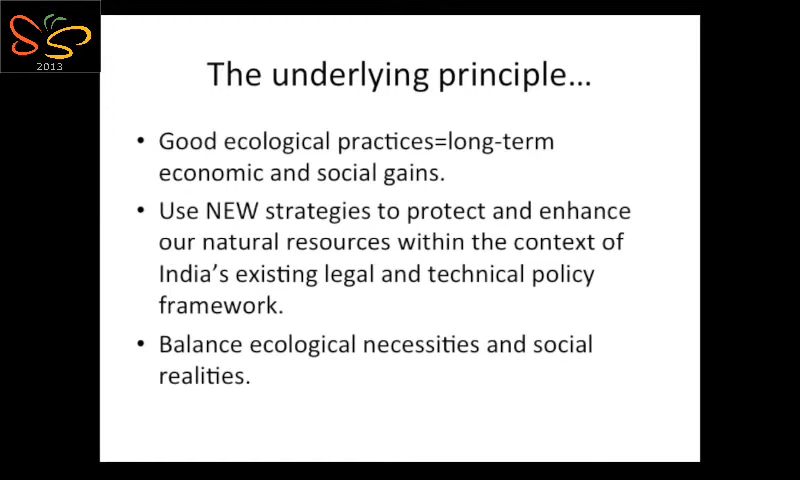 2013
The underlying principle...
• Good ecological practices=long-term
economic and social gains.
• Use NEW strategies to protect and enhance
our natural resources within the context of
India's existing legal and technical policy
framework.
• Balance ecological necessities and social
realities.